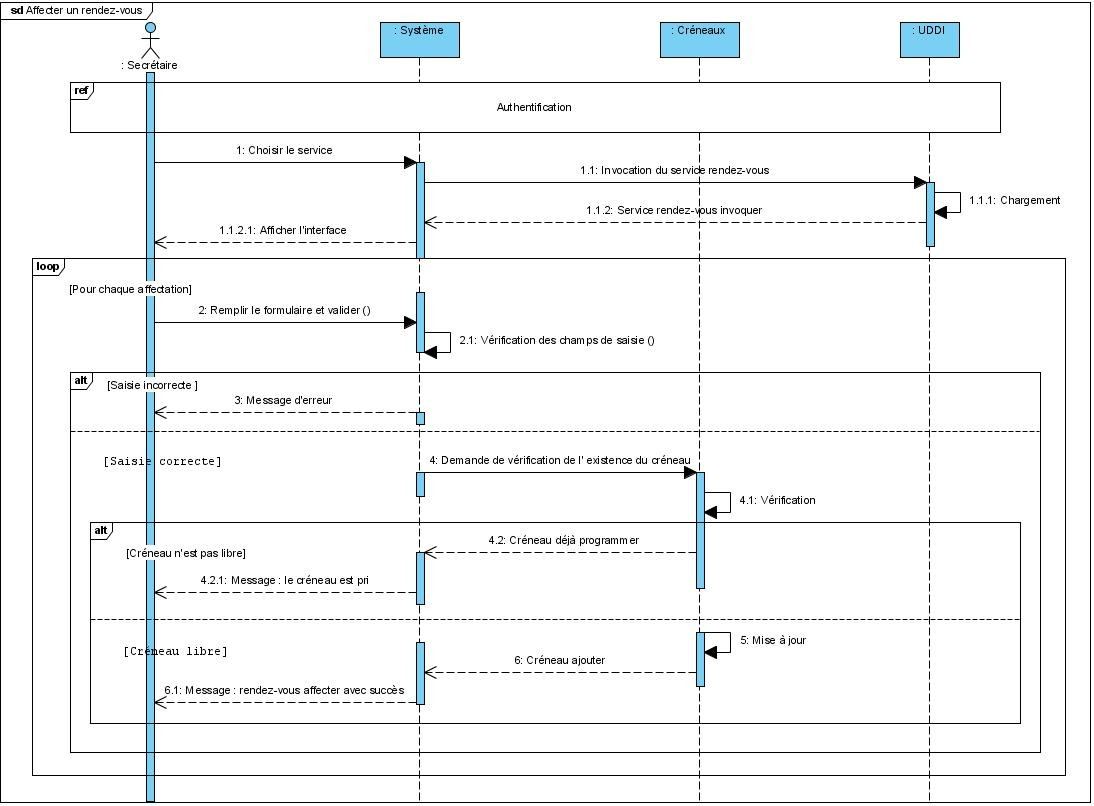 sd Affecter un rendez-vous
: Secrétaire
: Système
: Créneaux
: UDDI
ref
Authentification
1: Choisir le service
1.1: Invocation du service rendez-vous
1.1.1: Chargement
1.1.2: Service rendez-vous invoquer
1.1.2.1: Afficher l'interface
loop
[Pour chaque affectation]
2: Remplir le formulaire et valider ()
2.1: Vérification des champs de saisie ()
alt
[Saisie incorrecte ]
3: Message d'erreur
[Saisie correcte]
4: Demande de vérification de l' existence du créneau
4.1: Vérification
alt
4.2: Créneau déjà programmer
[Créneau n'est pas libre]
4.2.1: Message : le créneau est pri
5: Mise à jour
[Créneau libre]
6: Créneau ajouter
6.1: Message : rendez-vous affecter avec succès